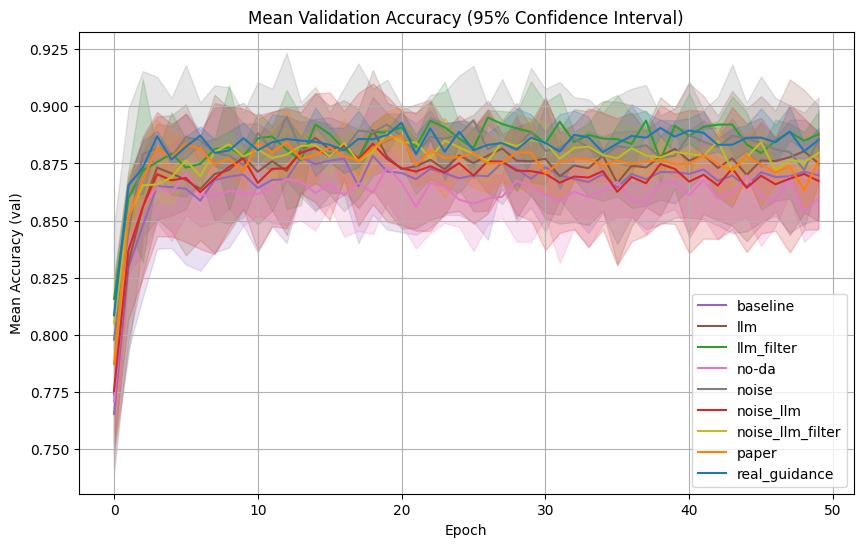 Mean Validation Accuracy (95% Confidence Interval)
Mean Accuracy (val)
0.925
0.900
0.875
0.850
0.825
0.800
0.775
0.750
0
10
20
30
40
50
Epoch
baseline
llm
llm_filter
no-da
noise
noise_llm
noise_llm_filter
paper
real_guidance